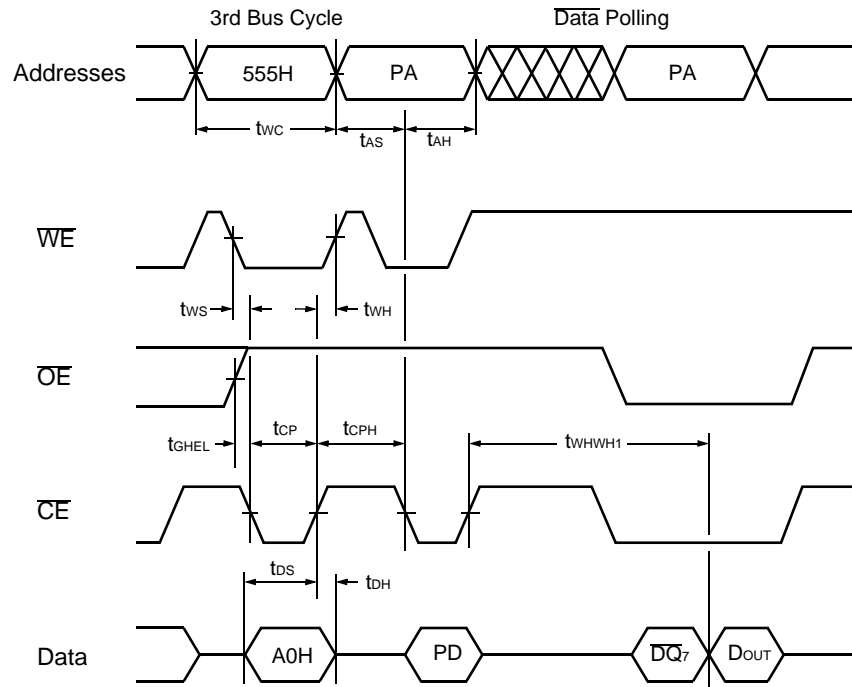 3rd Bus Cycle
Data Polling
Addresses
555H
PA
PA
tWC
tAS
tAH
WE
tWS
tWH
OE
tGHEL
tCP
tCPH
tWHWH1
CE
tDS
tDH
Data
A0H
PD
DQ7
DOUT